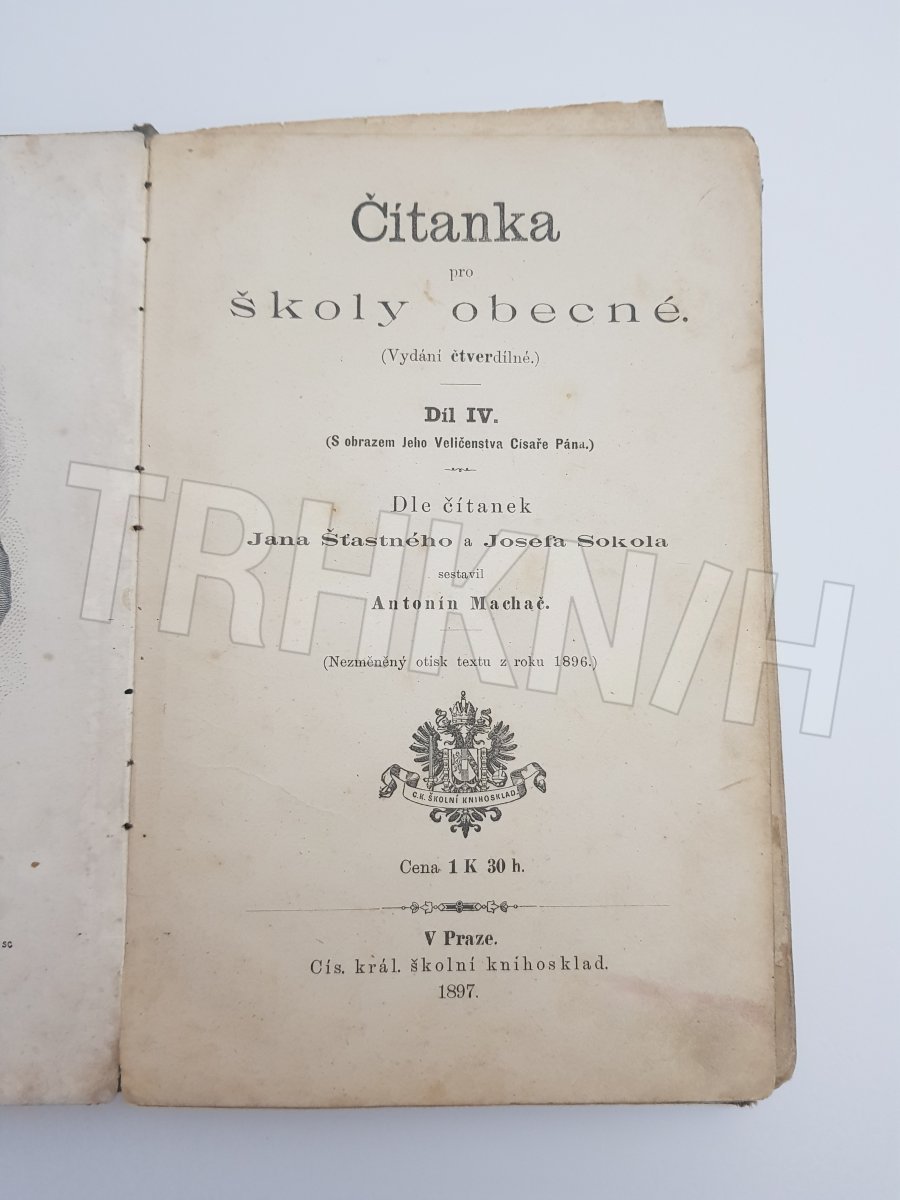 Čítanka
pro
školy obecné.
(Vydání čtverdílné.)
Díl IV.
(S obrazem Jeho Veličenstva Císaře Pána.)
Dle čítanek
Jana Šťastného a Josefa Sokola
sestavil
Antonín Machač.
(Nezměněný otisk textu z roku 1896.)
C.K. ŠKOLNÍ KNIHOSKLAD.
Cena 1 K 30 h.
V Praze.
Cís. král. školní knihosklad.
1897.
sc
TRHKNIH